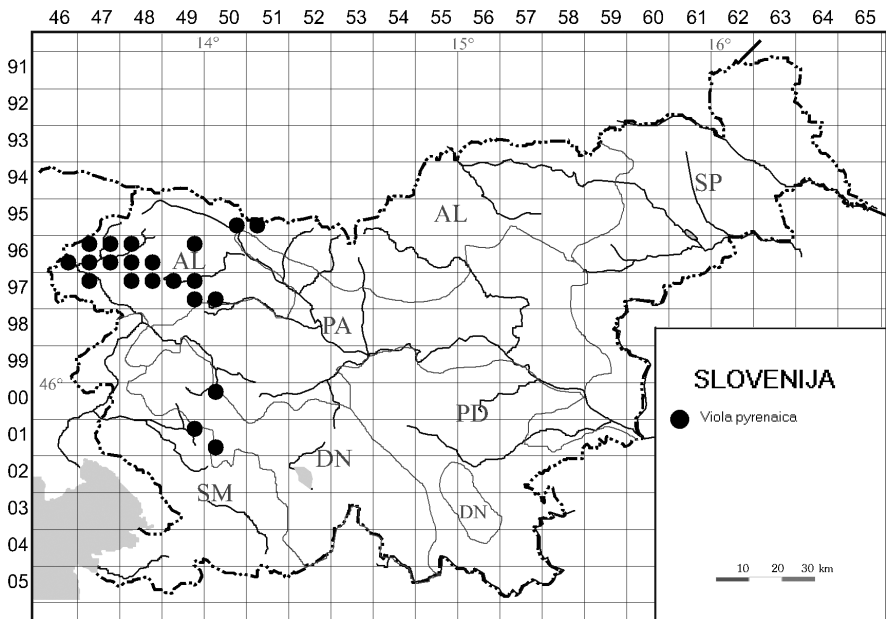 46 47 48 49 50 51 52 53 54 55 56 57 58 59 60 61 62 63 64 65
14° 15° 16°
91
92
93
94
SP
95
AL
96
AL
97
98
PA
99
46°
SLOVENIJA
00
PD
Viola pyrenaica
01
DN
02
SM
03
DN
04
10 20 30 km
05